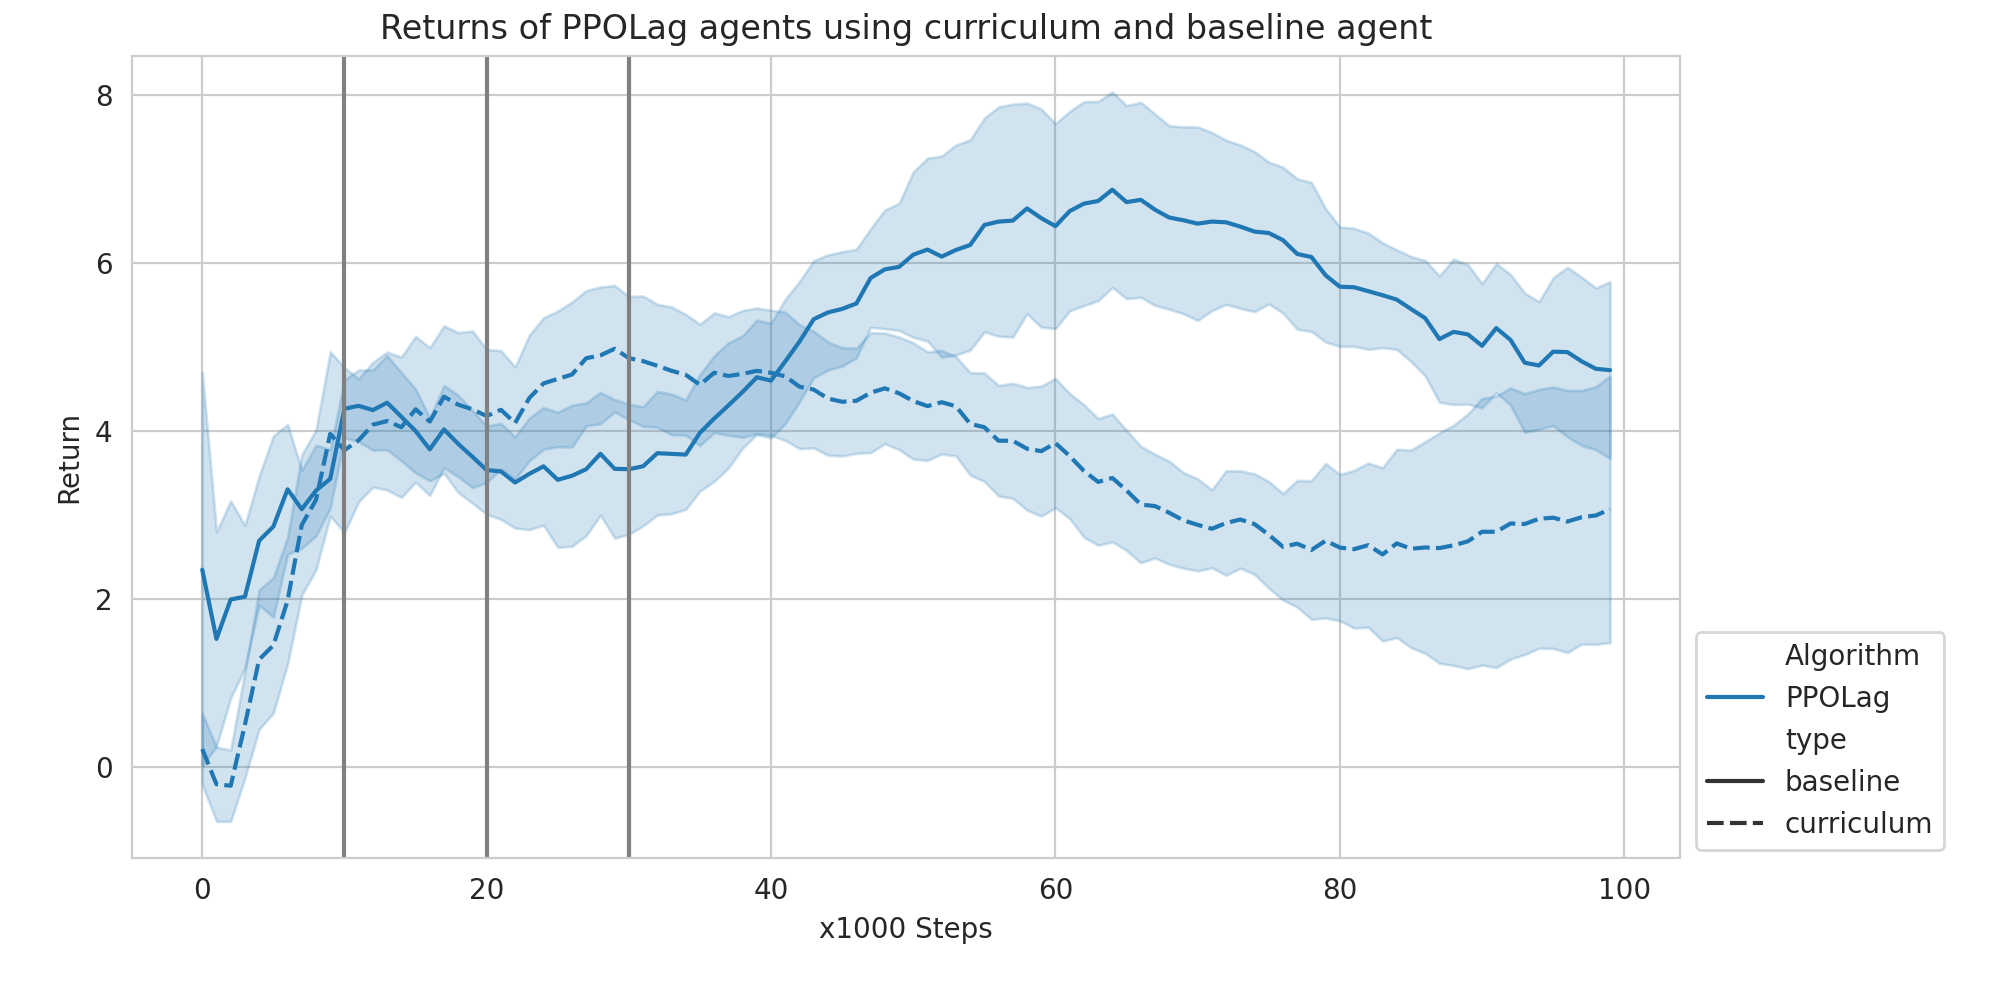 Returns of PPOLag agents using curriculum and baseline agent
Return
8
6
4
2
0
0 20 40 60 80 100
x1000 Steps
Algorithm
PPOLag
type
baseline
curriculum